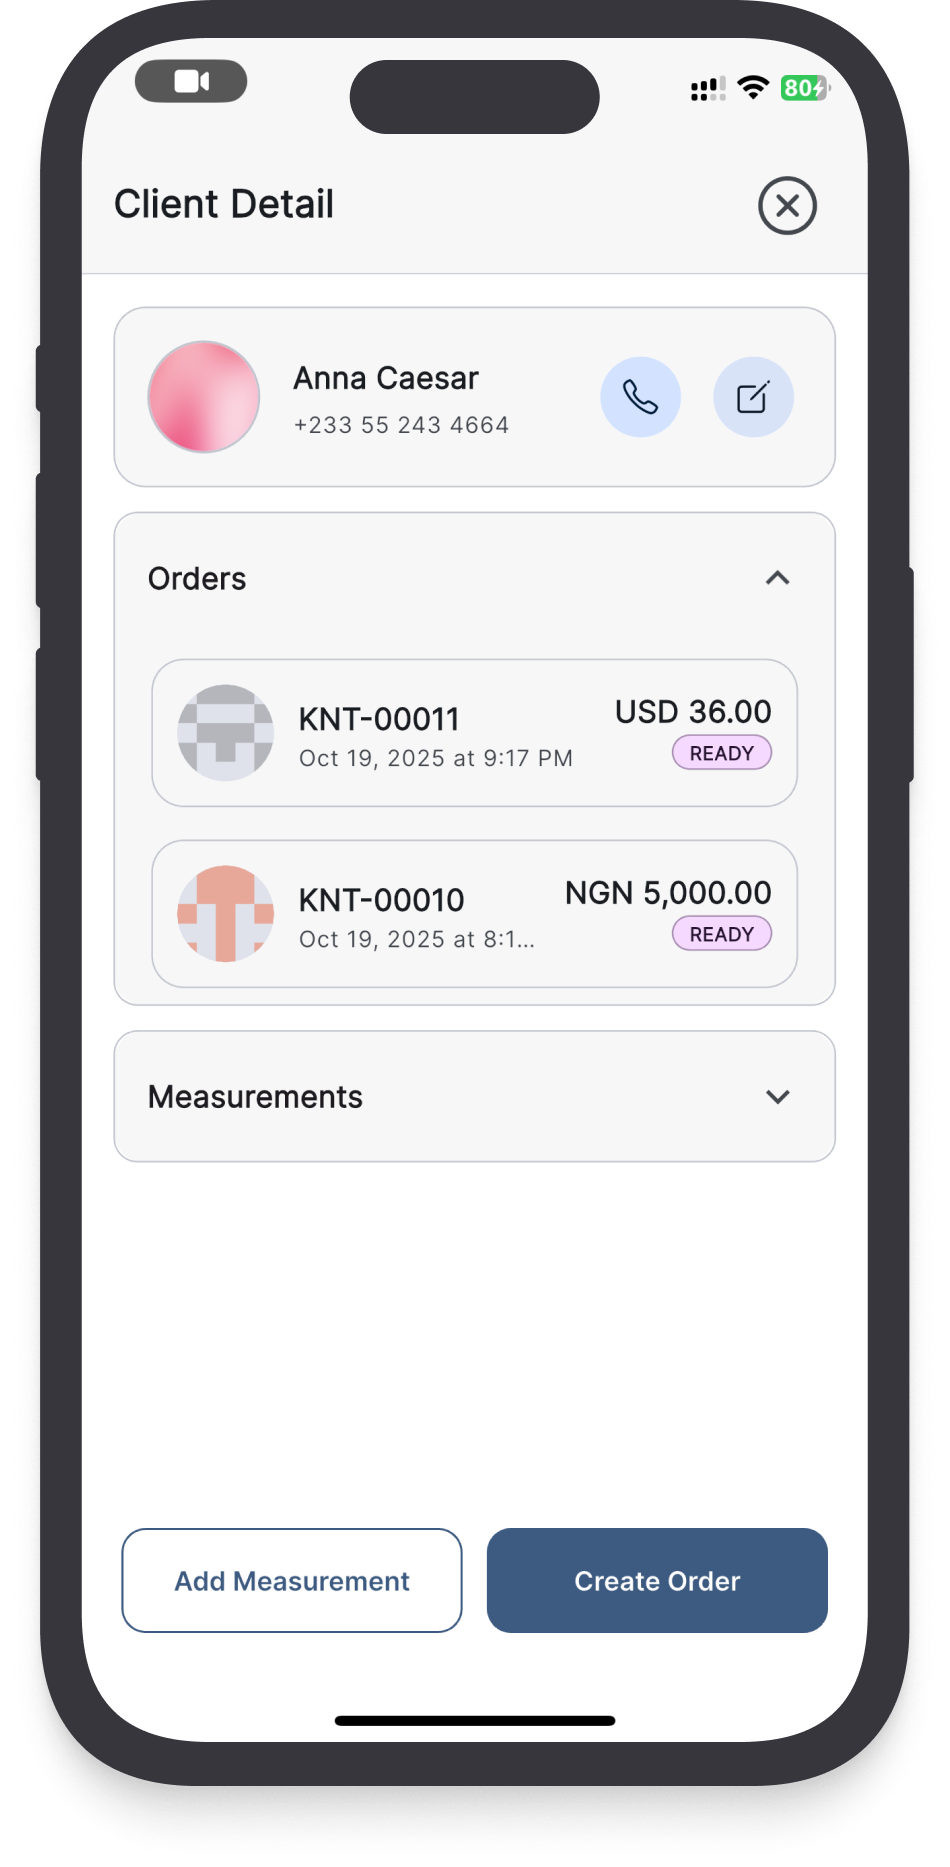 80
Client Detail
Anna Caesar
+233 55 243 4664
Orders
KNT-00011
USD 36.00
Oct 19, 2025 at 9:17 PM
READY
KNT-00010
NGN 5,000.00
Oct 19, 2025 at 8:1...
READY
Measurements
Add Measurement
Create Order